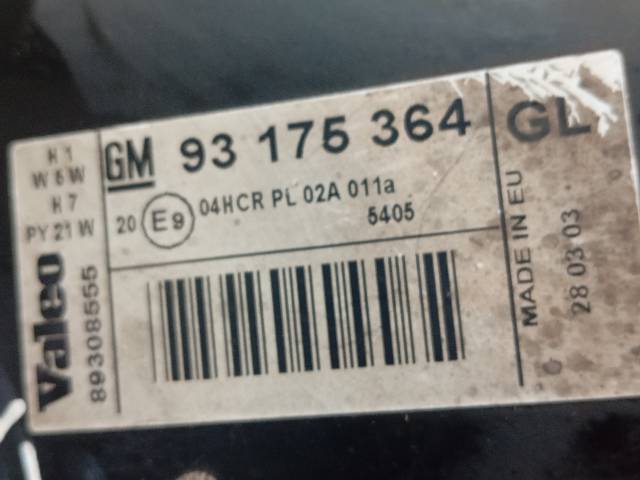 H 1
W 5 W
H 7
PY 21 W
Valeo
89308555
GM 93 175 364
20 E9 04HCR PL 02A 011a
5405
GL
MADE IN EU
28 03 03
G